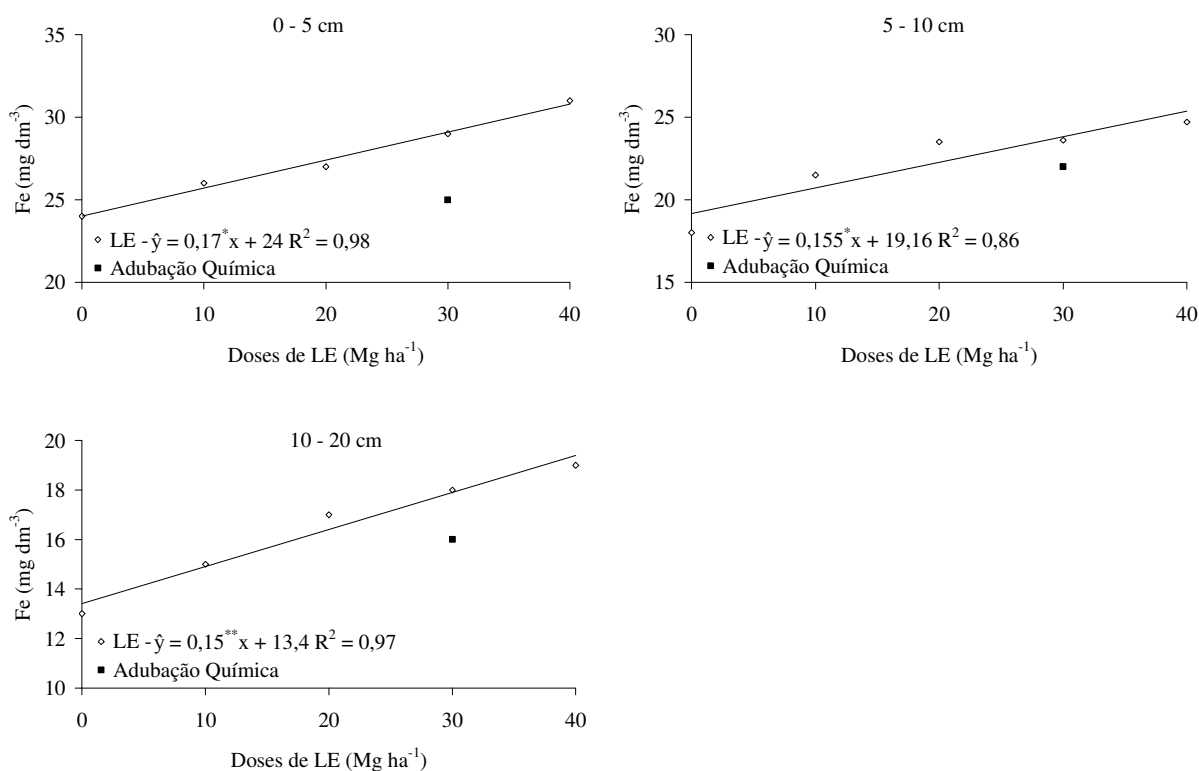 0 - 5 cm
35
30
25
20
Fe (mg dm⁻³)
LE - ŷ = 0,17*x + 24 R² = 0,98
Adubação Química
0 10 20 30 40
Doses de LE (Mg ha⁻¹)
5 - 10 cm
30
25
20
15
Fe (mg dm⁻³)
LE - ŷ = 0,155*x + 19,16 R² = 0,86
Adubação Química
0 10 20 30 40
Doses de LE (Mg ha⁻¹)
10 - 20 cm
20
18
16
14
12
10
Fe (mg dm⁻³)
LE - ŷ = 0,15**x + 13,4 R² = 0,97
Adubação Química
0 10 20 30 40
Doses de LE (Mg ha⁻¹)